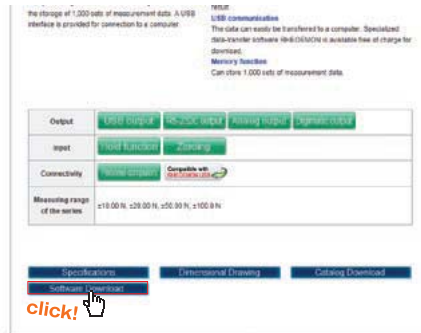 the storage of 1,000 sets of measurement data. A USB
interface is provided for connection to a computer.
result.
USB communication
The data can easily be transferred to a computer. Specialized
data-transfer software RHEDEMON is available free of charge for
download.
Memory function
Can store 1,000 sets of measurement data.
Output
USB output
RS-232C output
Analog output
Digimatic output
Input
Hold function
Zeroing
Connectivity
Compatible with
Measuring range
of the series
±10.00 N, ±20.00 N, ±50.00 N, ±100.0 N
Specifications
Dimensional Drawing
Catalog Download
Software Download
click!